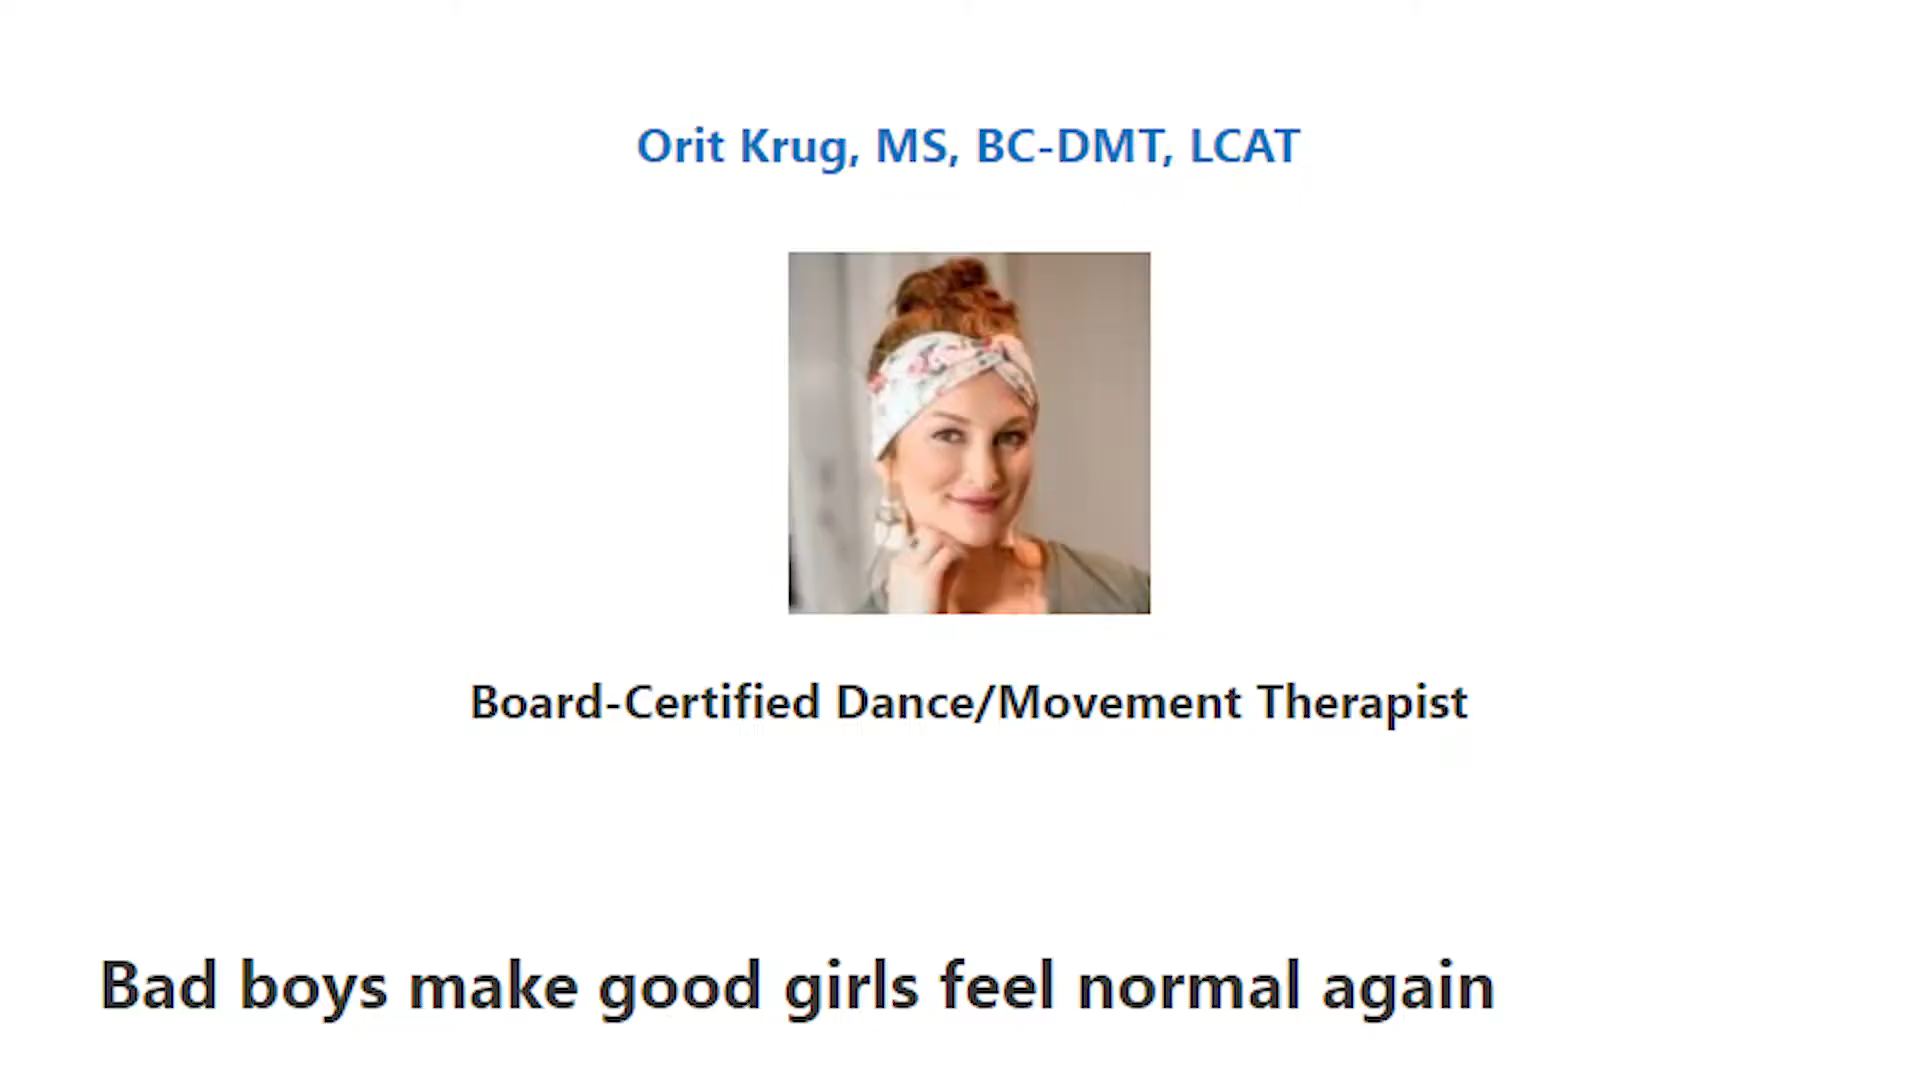 Orit Krug, MS, BC-DMT, LCAT
Board-Certified Dance/Movement Therapist
Bad boys make good girls feel normal again